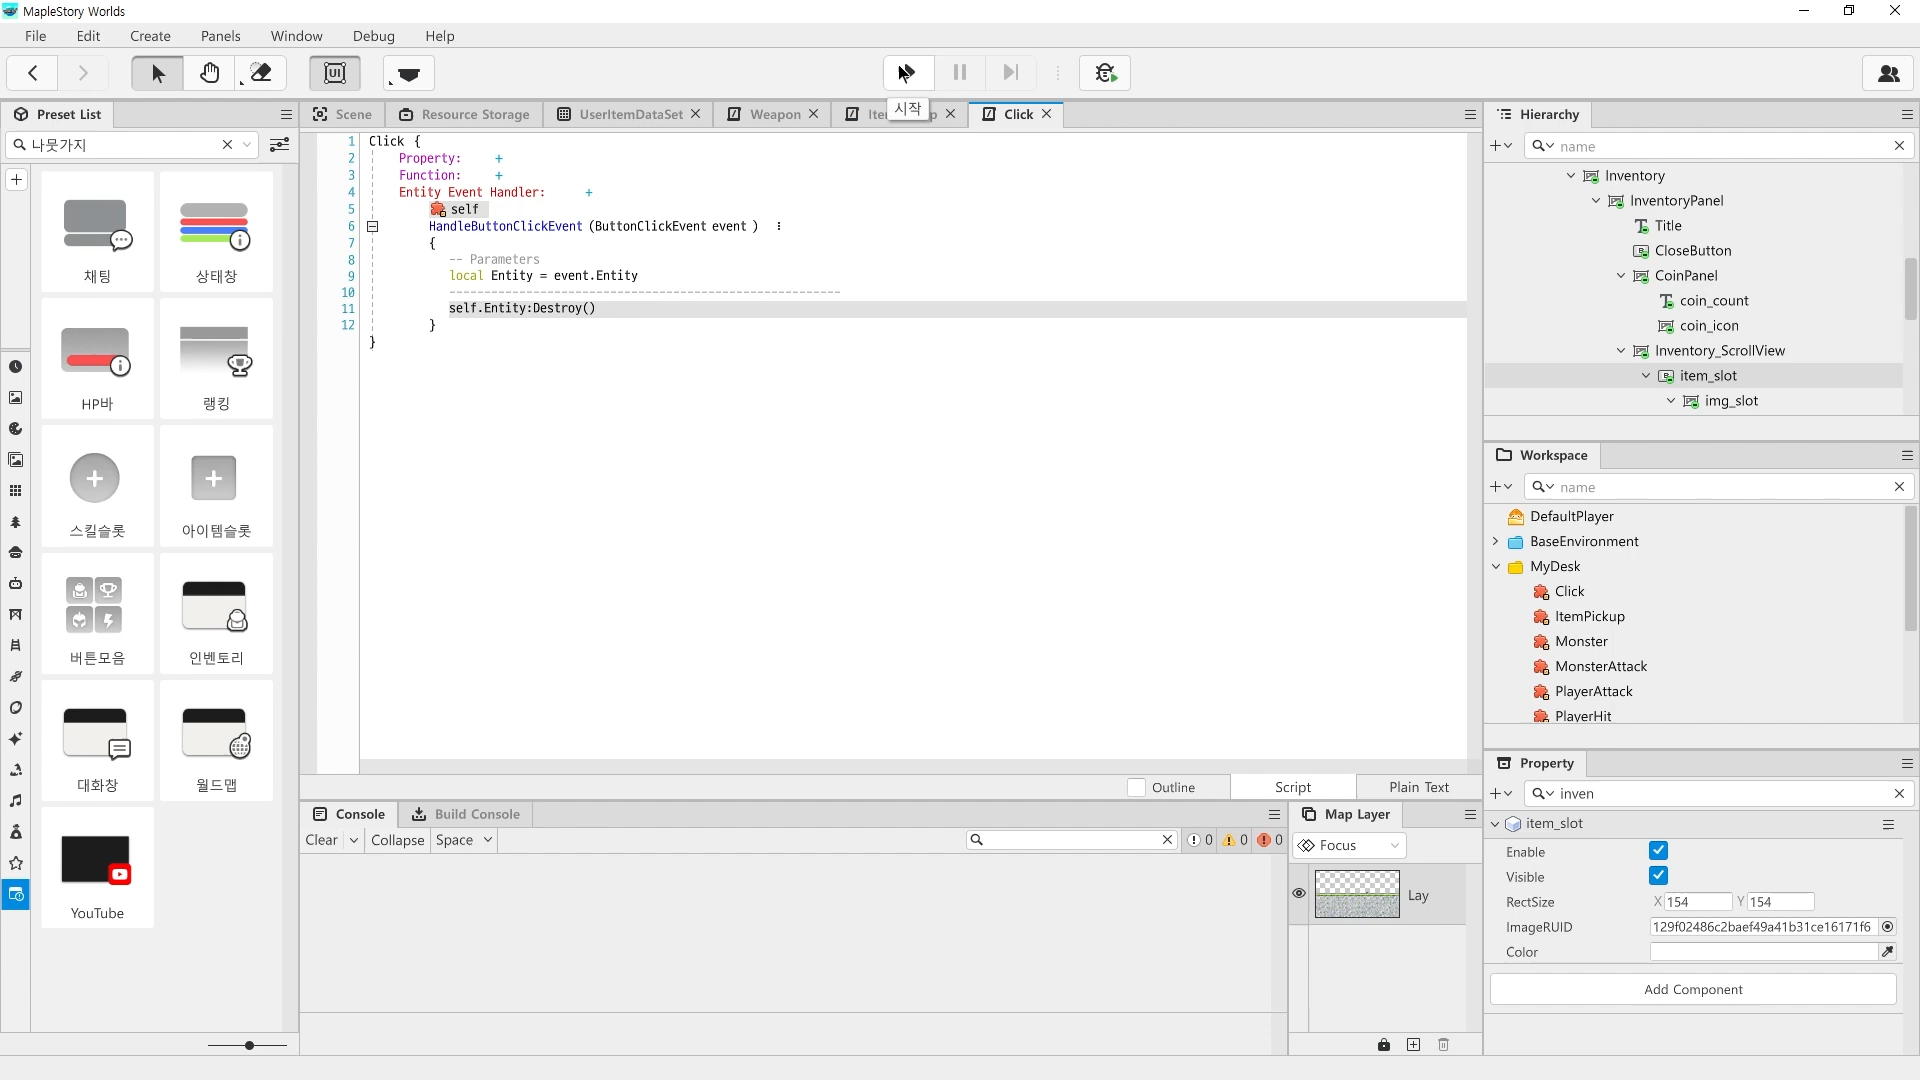 MapleStory Worlds
File Edit Create Panels Window Debug Help
UI
시작
Preset List
나뭇가지
채팅 상태창
HP바 랭킹
스킬슬롯 아이템슬롯
버튼모음 인벤토리
대화창 월드맵
YouTube
Scene Resource Storage UserItemDataSet Weapon Click
1 Click {
2 Property: +
3 Function: +
4 Entity Event Handler: +
5 self
6 HandleButtonClickEvent (ButtonClickEvent event )
7 {
8 -- Parameters
9 local Entity = event.Entity
10 --------------------------------------------------------
11 self.Entity:Destroy()
12 }
}
Outline Script Plain Text
Console Build Console
Clear Collapse Space 0 0 0
Map Layer
Focus
Lay
Hierarchy
name
Inventory
InventoryPanel
Title
CloseButton
CoinPanel
coin_count
coin_icon
Inventory_ScrollView
item_slot
img_slot
Workspace
name
DefaultPlayer
BaseEnvironment
MyDesk
Click
ItemPickup
Monster
MonsterAttack
PlayerAttack
PlayerHit
Property
inven
item_slot
Enable
Visible
RectSize X 154 Y 154
ImageRUID 129f02486c2baef49a41b31ce16171f6
Color
Add Component